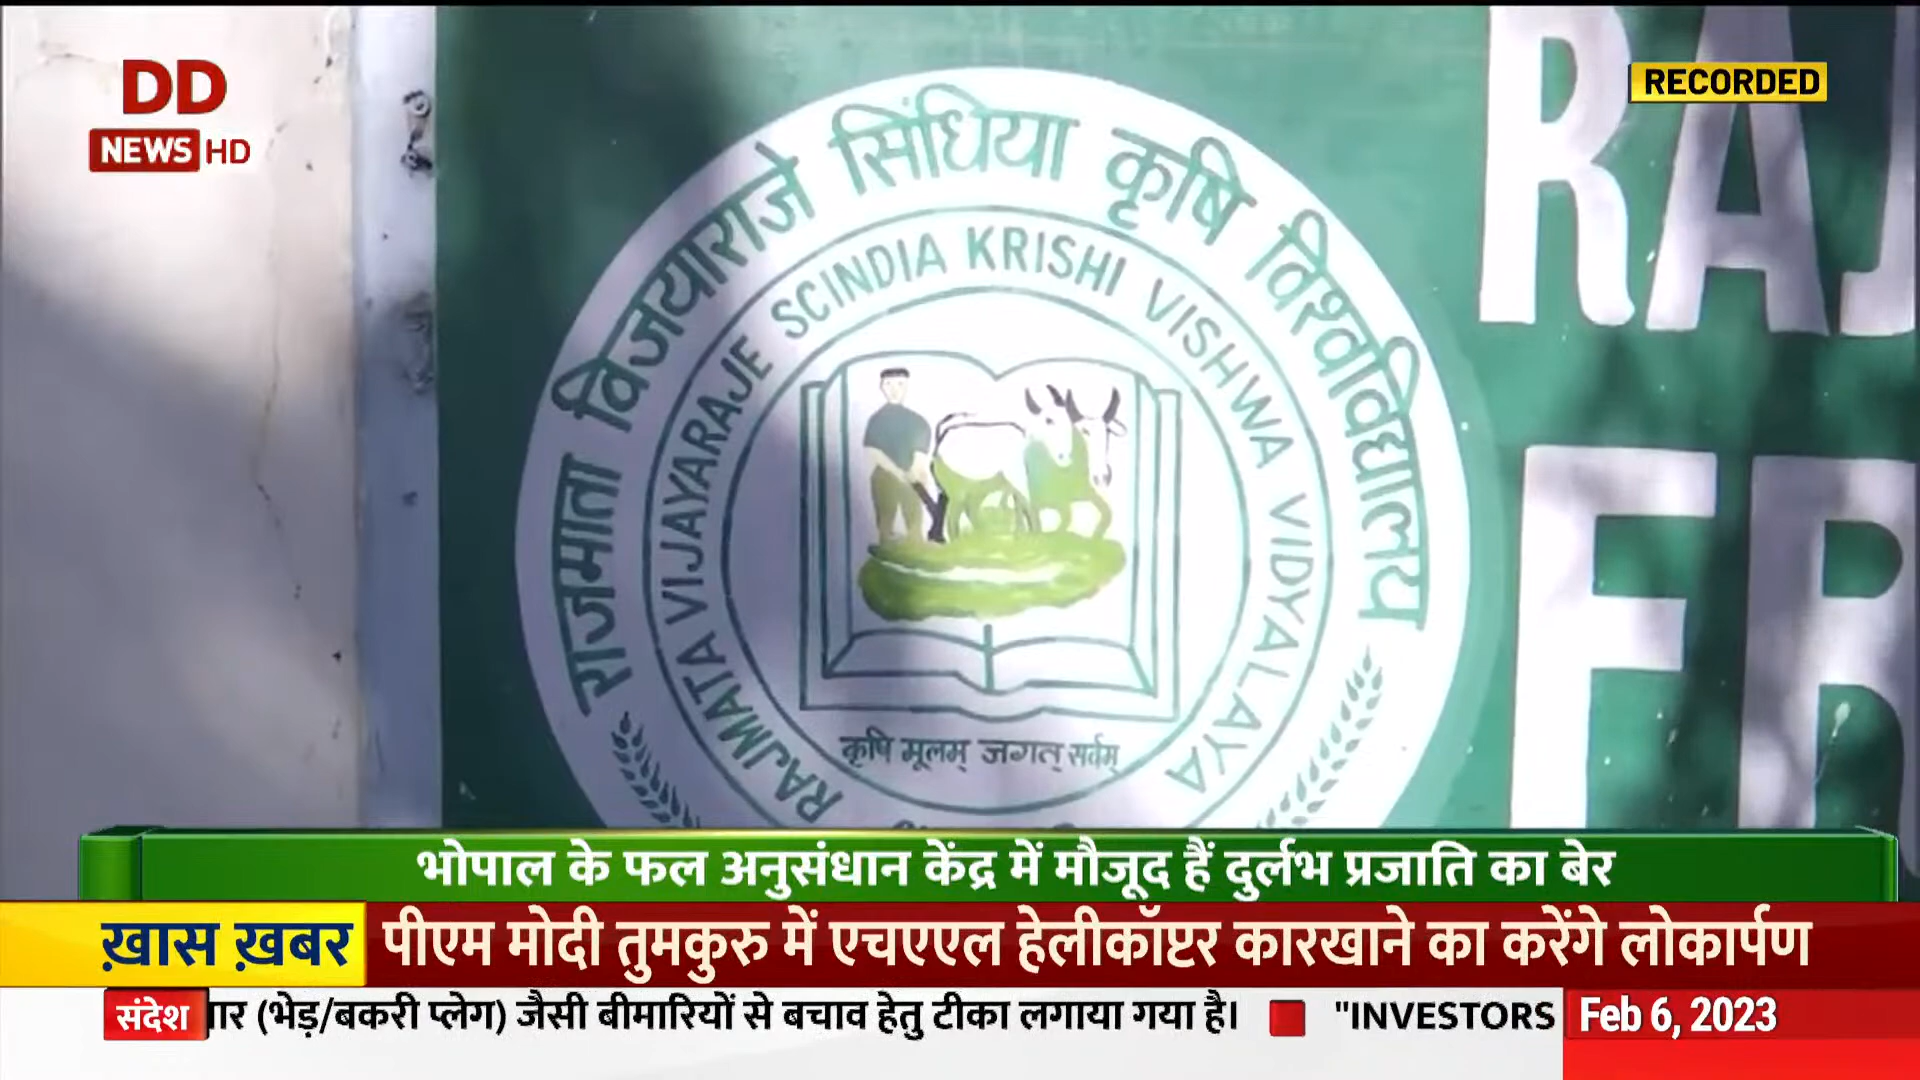 DD
NEWS HD
RECORDED
राजमाता विजयाराजे सिंधिया कृषि विश्वविद्यालय
RAJMATA VIJAYARAJE SCINDIA KRISHI VISHWA VIDYALAYA
कृषि मूलम् जगत् सर्वम्
RAJ
FR
भोपाल के फल अनुसंधान केंद्र में मौजूद हैं दुर्लभ प्रजाति का बेर
ख़ास ख़बर
पीएम मोदी तुमकुरु में एचएएल हेलीकॉप्टर कारखाने का करेंगे लोकार्पण
संदेश
ार (भेड़/बकरी प्लेग) जैसी बीमारियों से बचाव हेतु टीका लगाया गया है।
"INVESTORS
Feb 6, 2023